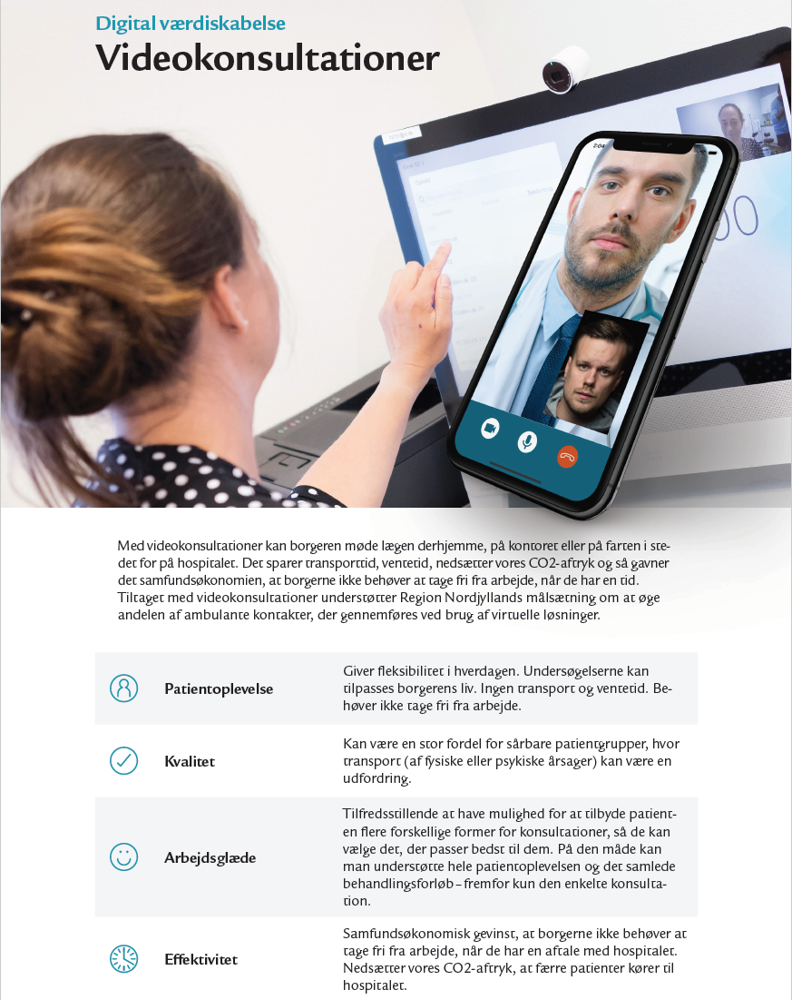 Digital værdiskabelse
Videokonsultationer
2:04
Med videokonsultationer kan borgeren møde lægen derhjemme, på kontoret eller på farten i ste-
det for på hospitalet. Det sparer transporttid, ventetid, nedsætter vores CO2-aftryk og så gavner
det samfundsøkonomien, at borgerne ikke behøver at tage fri fra arbejde, når de har en tid.
Tiltaget med videokonsultationer understøtter Region Nordjyllands målsætning om at øge
andelen af ambulante kontakter, der gennemføres ved brug af virtuelle løsninger.
Patientoplevelse
Giver fleksibilitet i hverdagen. Undersøgelserne kan
tilpasses borgerens liv. Ingen transport og ventetid. Be-
høver ikke tage fri fra arbejde.
Kvalitet
Kan være en stor fordel for sårbare patientgrupper, hvor
transport (af fysiske eller psykiske årsager) kan være en
udfordring.
Arbejdsglæde
Tilfredsstillende at have mulighed for at tilbyde patient-
en flere forskellige former for konsultationer, så de kan
vælge det, der passer bedst til dem. På den måde kan
man understøtte hele patientoplevelsen og det samlede
behandlingsforløb – fremfor kun den enkelte konsulta-
tion.
Effektivitet
Samfundsøkonomisk gevinst, at borgerne ikke behøver at
tage fri fra arbejde, når de har en aftale med hospitalet.
Nedsætter vores CO2-aftryk, at færre patienter kører til
hospitalet.